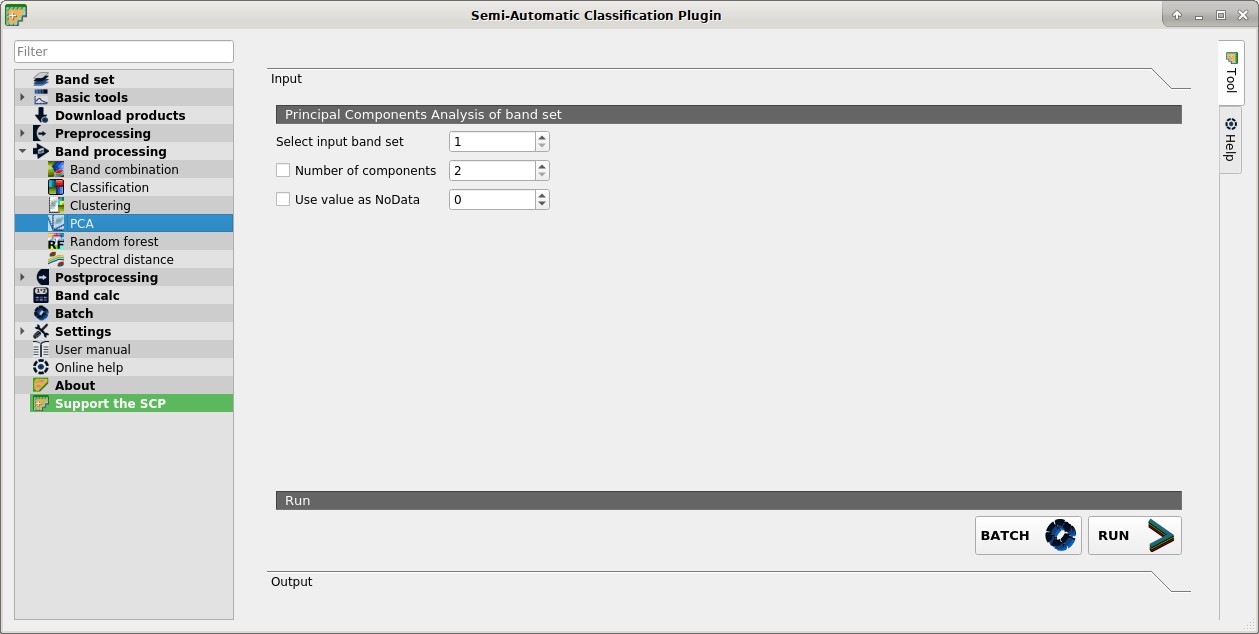 Semi-Automatic Classification Plugin
Filter
Band set
Basic tools
Download products
Preprocessing
Band processing
Band combination
Classification
Clustering
PCA
RF Random forest
Spectral distance
Postprocessing
Band calc
Batch
Settings
User manual
Online help
About
Support the SCP
Input
Principal Components Analysis of band set
Select input band set 1
Number of components 2
Use value as NoData 0
Run
BATCH RUN
Output
Tool
Help